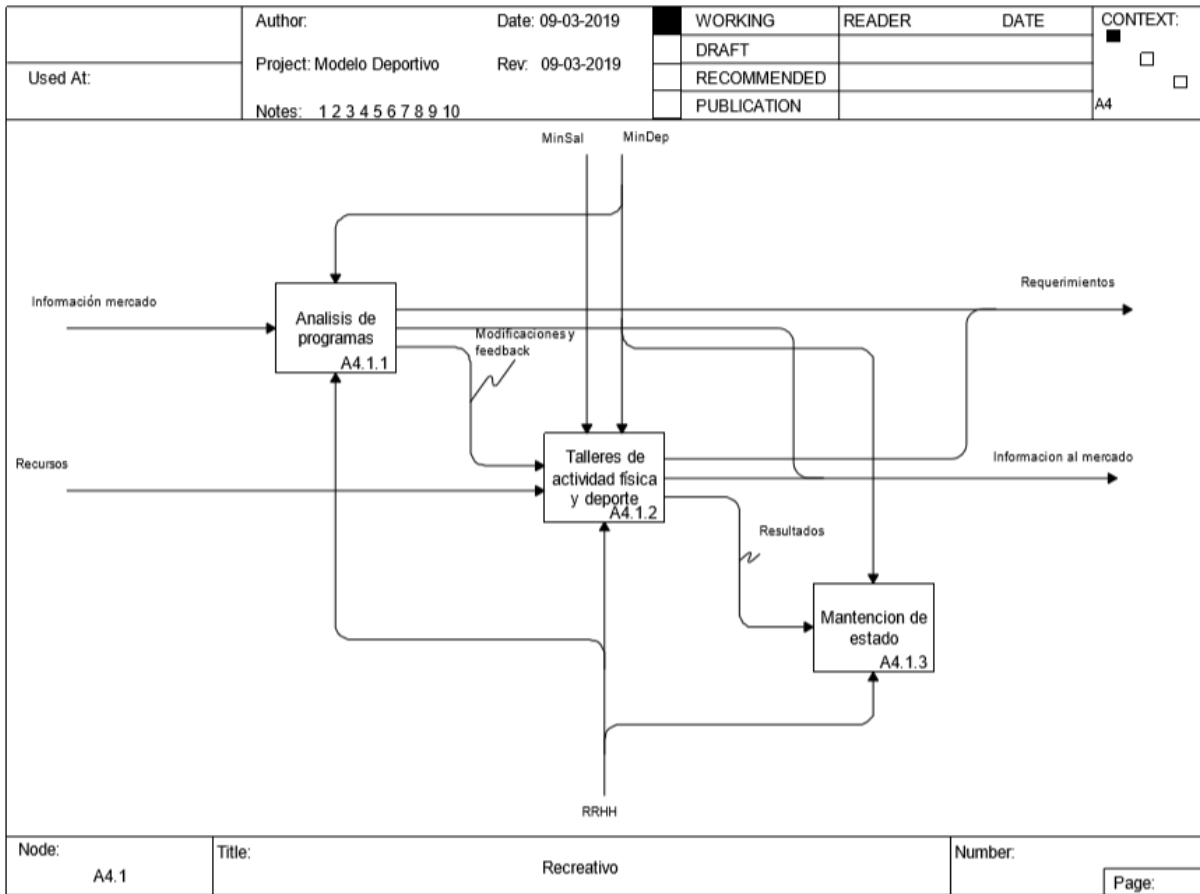 Used At:
Author:
Date: 09-03-2019
Project: Modelo Deportivo
Rev: 09-03-2019
Notes: 1 2 3 4 5 6 7 8 9 10
WORKING
DRAFT
RECOMMENDED
PUBLICATION
READER
DATE
CONTEXT:
A4
MinSal
MinDep
Información mercado
Analisis de
programas
A4.1.1
Modificaciones y
feedback
Requerimientos
Recursos
Talleres de
actividad física
y deporte
A4.1.2
Informacion al mercado
Resultados
Mantencion de
estado
A4.1.3
RRHH
Node:
A4.1
Title:
Recreativo
Number:
Page: